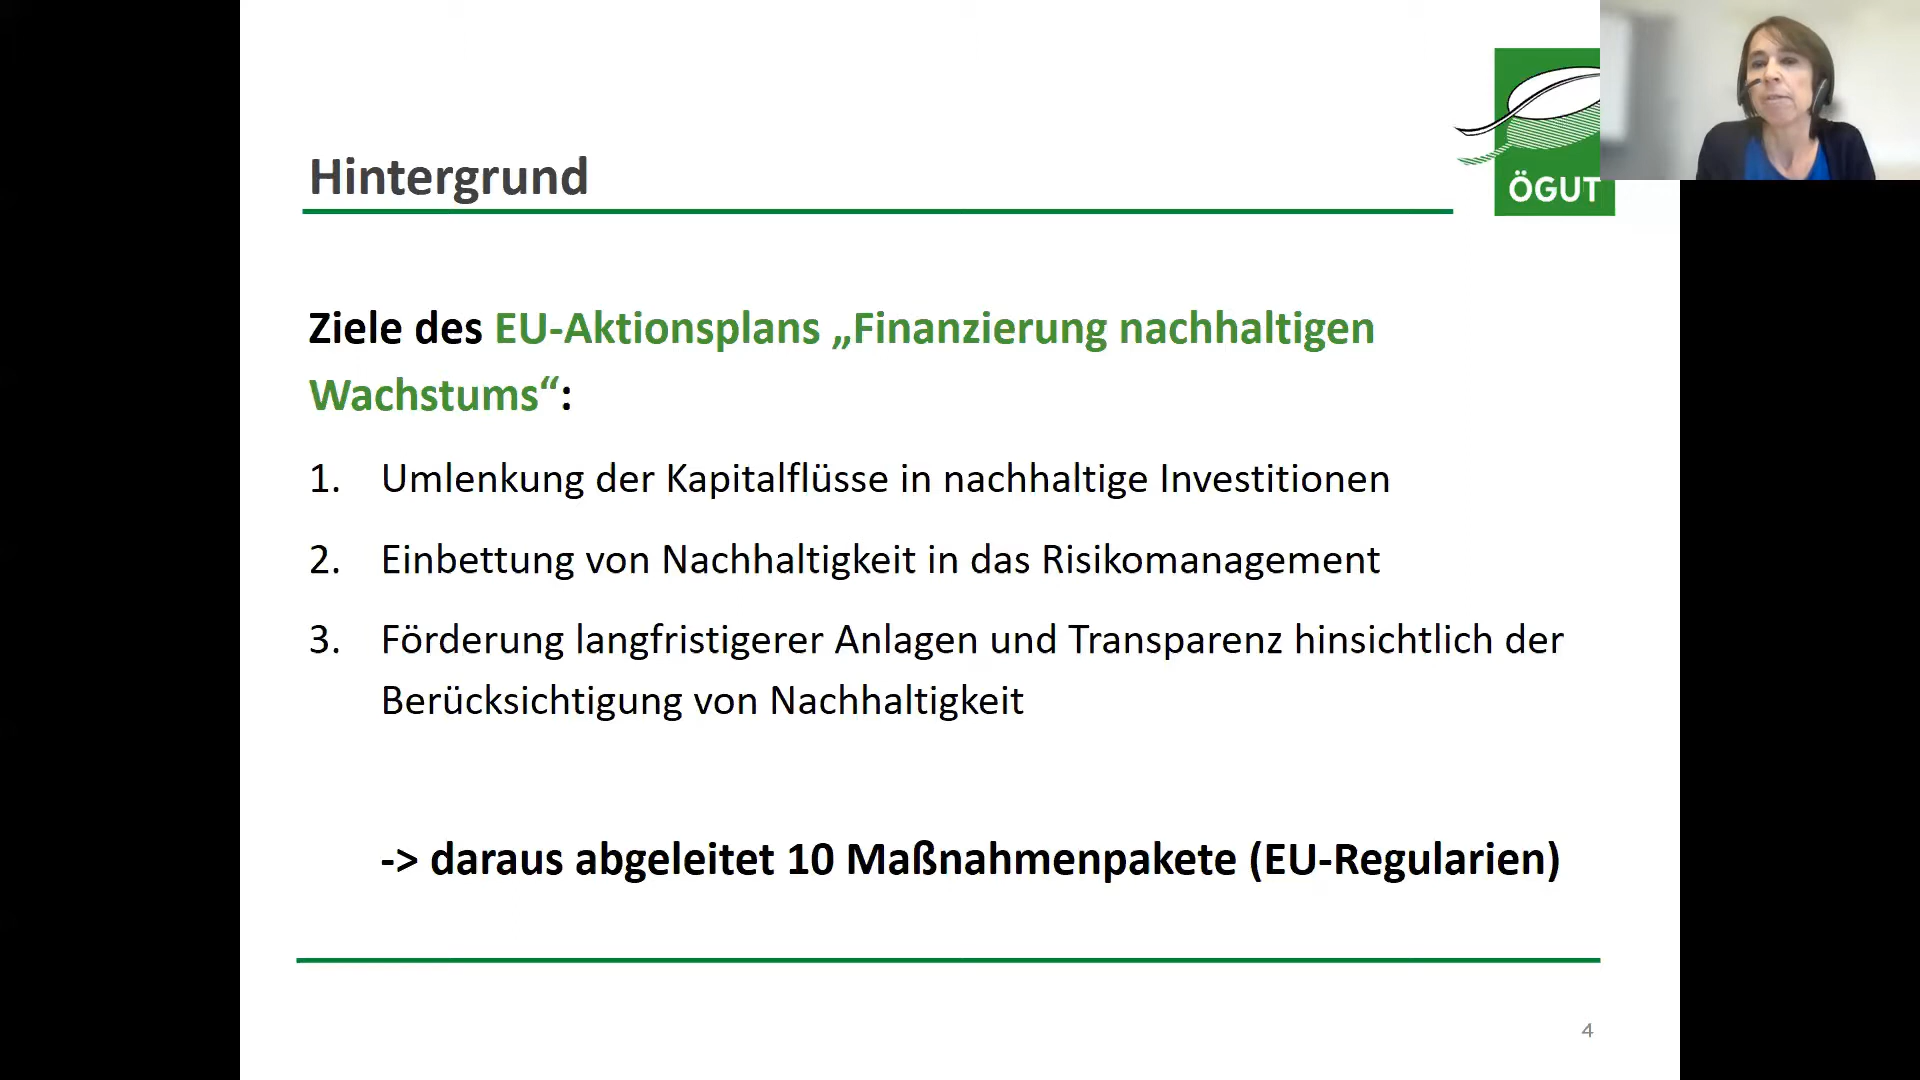 Hintergrund
ÖGUT
Ziele des EU-Aktionsplans „Finanzierung nachhaltigen
Wachstums“:
1. Umlenkung der Kapitalflüsse in nachhaltige Investitionen
2. Einbettung von Nachhaltigkeit in das Risikomanagement
3. Förderung langfristigerer Anlagen und Transparenz hinsichtlich der
Berücksichtigung von Nachhaltigkeit
-> daraus abgeleitet 10 Maßnahmenpakete (EU-Regularien)
4